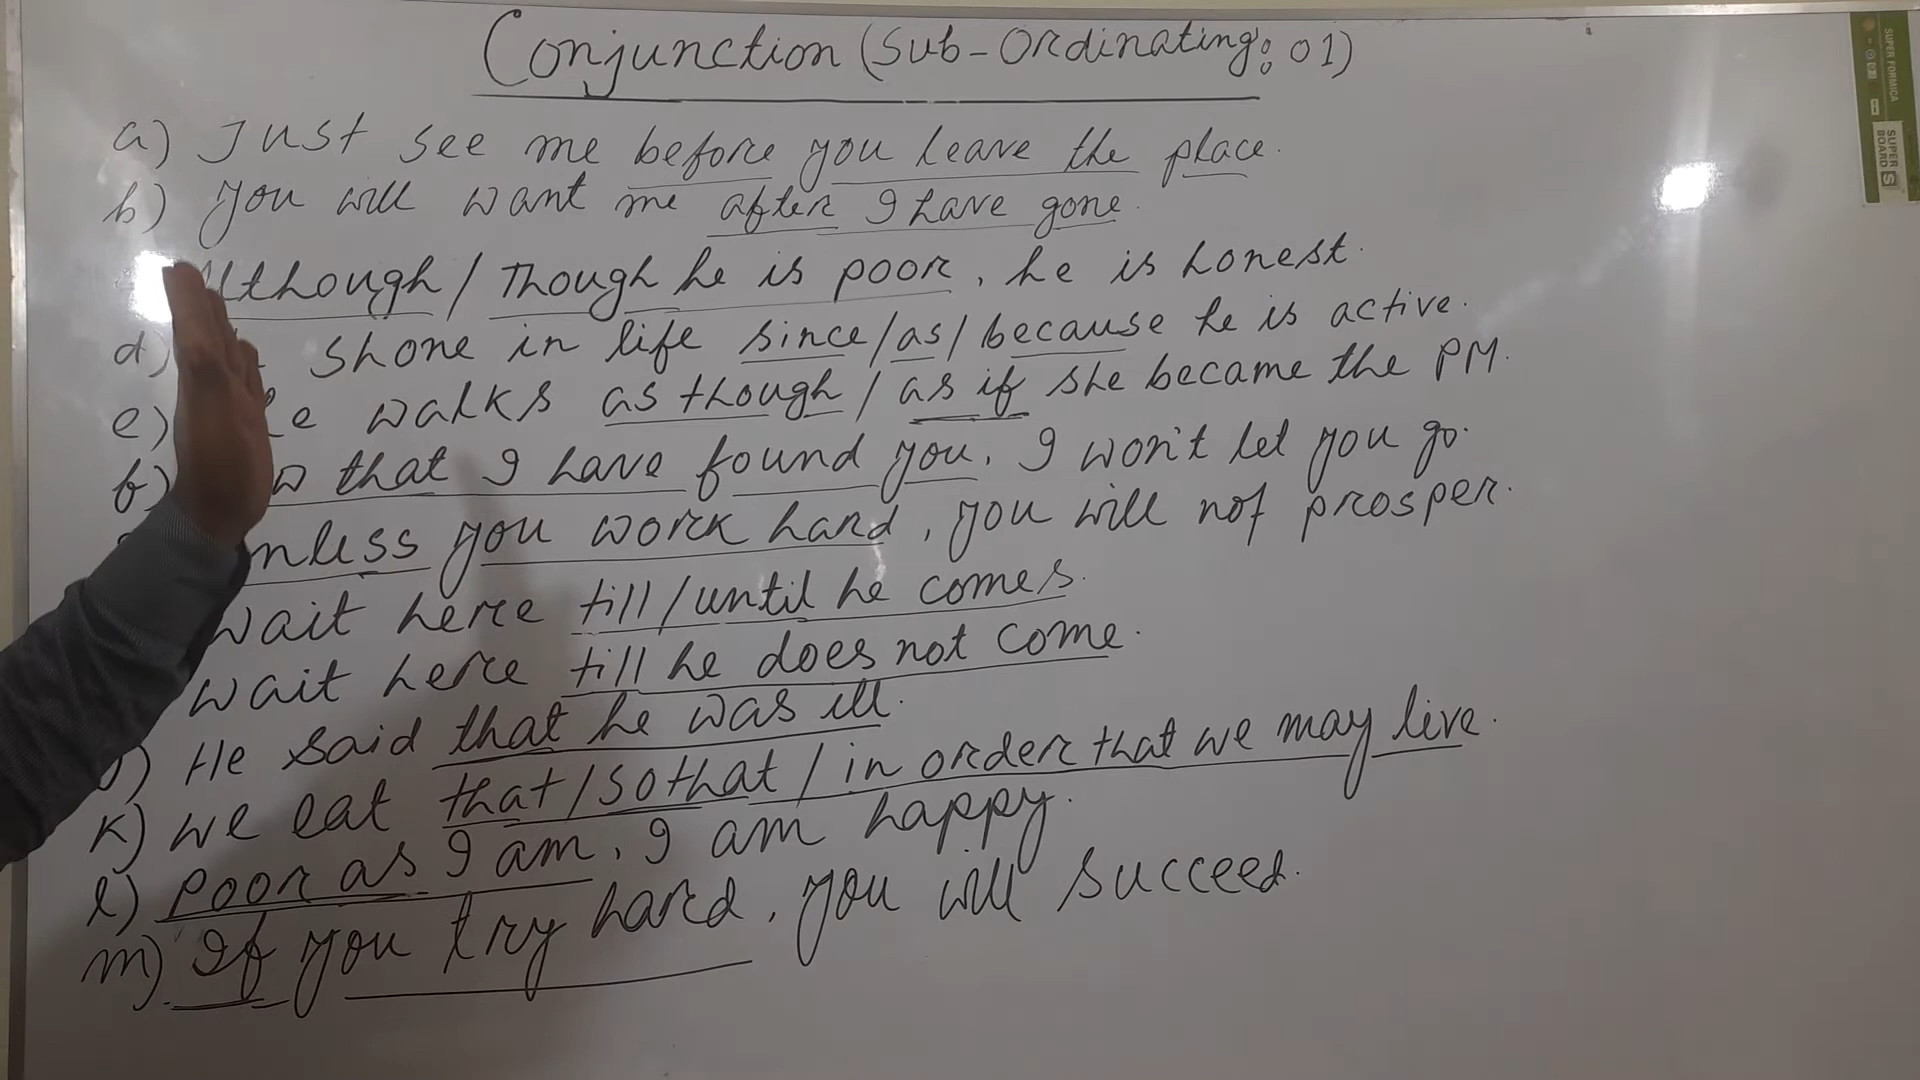 Conjunction (Sub-Ordinating: 01)
a) Just see me before you leave the place.
b) you will want me after I have gone.
lthough / Though he is poor, he is honest.
d) shone in life since/as/because he is active.
e) walks as though / as if she became the PM.
f) that I have found you, I won't let you go.
nless you work hard, you will not prosper.
wait here till/until he comes.
wait here till he does not come.
) He said that he was ill.
K) we eat that/so that / in order that we may live.
l) Poor as I am, I am happy.
m) If you try hard, you will succeed.
SUPER FORMICA
SUPER BOARD S